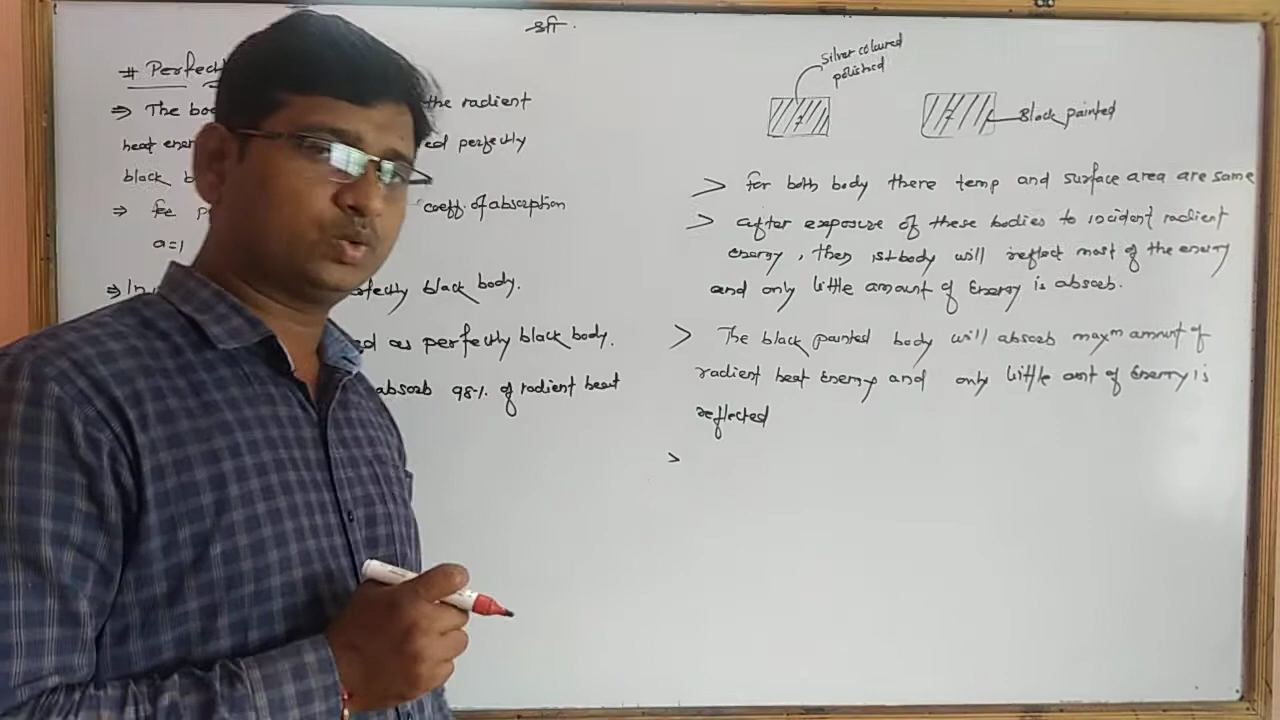 श्री.
# Perfect
⇒ The bo the radient
heat ener ed perfectly
black b
⇒ coeff. of absorption
a=1
⇒ In rfectly black body.
ed as perfectly black body.
absorb 98% of radient heat
Silver coloured
polished
Black painted
> for both body there temp and surface area are same
> after exposure of these bodies to incident radient
energy, then 1st body will reflect most of the energy
and only little amount of Energy is absorb.
> The black painted body will absorb maxm amount of
radient heat Energy and only little amt of Energy is
reflected
>